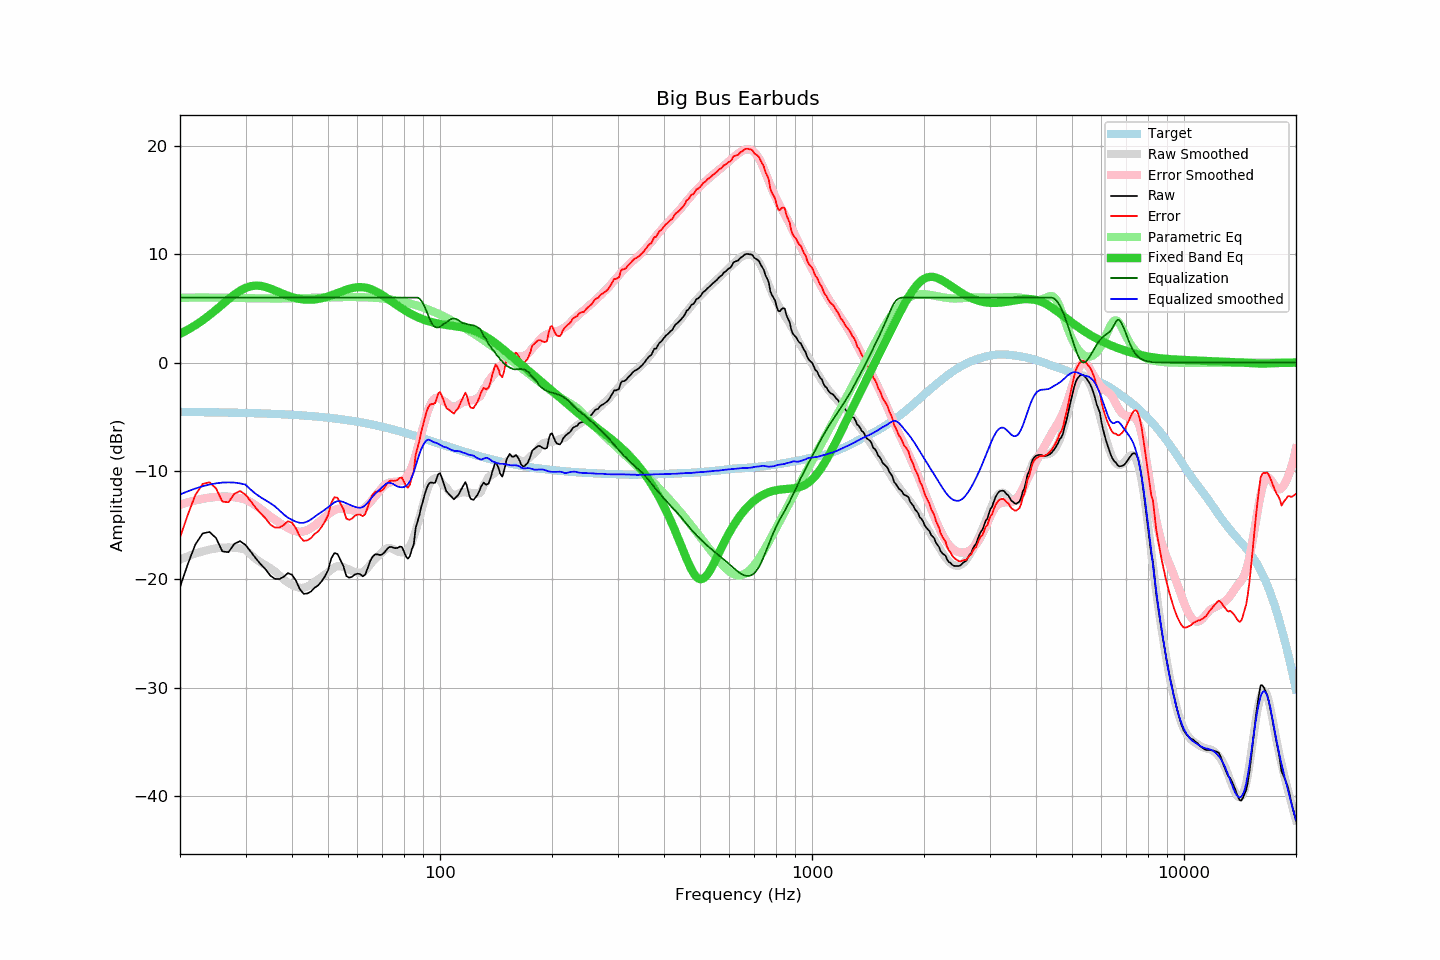 Big Bus Earbuds
Target
Raw Smoothed
Error Smoothed
Raw
Error
Parametric Eq
Fixed Band Eq
Equalization
Equalized smoothed
20
10
0
−10
−20
−30
−40
Amplitude (dBr)
100
1000
10000
Frequency (Hz)